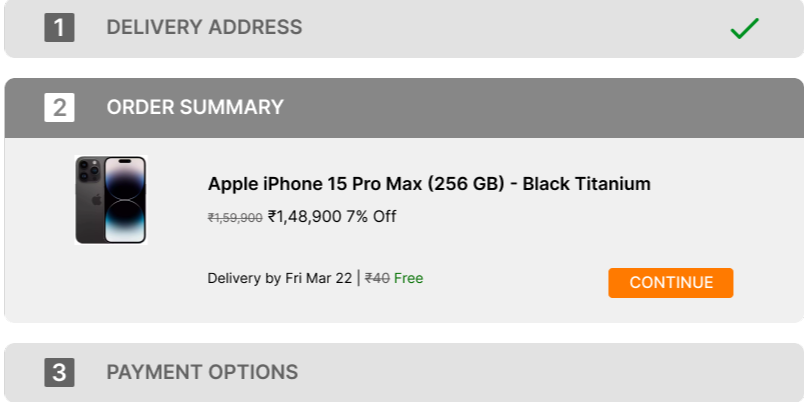 1 DELIVERY ADDRESS
2 ORDER SUMMARY
Apple iPhone 15 Pro Max (256 GB) - Black Titanium
₹1,59,900 ₹1,48,900 7% Off
Delivery by Fri Mar 22 | ₹40 Free
CONTINUE
3 PAYMENT OPTIONS